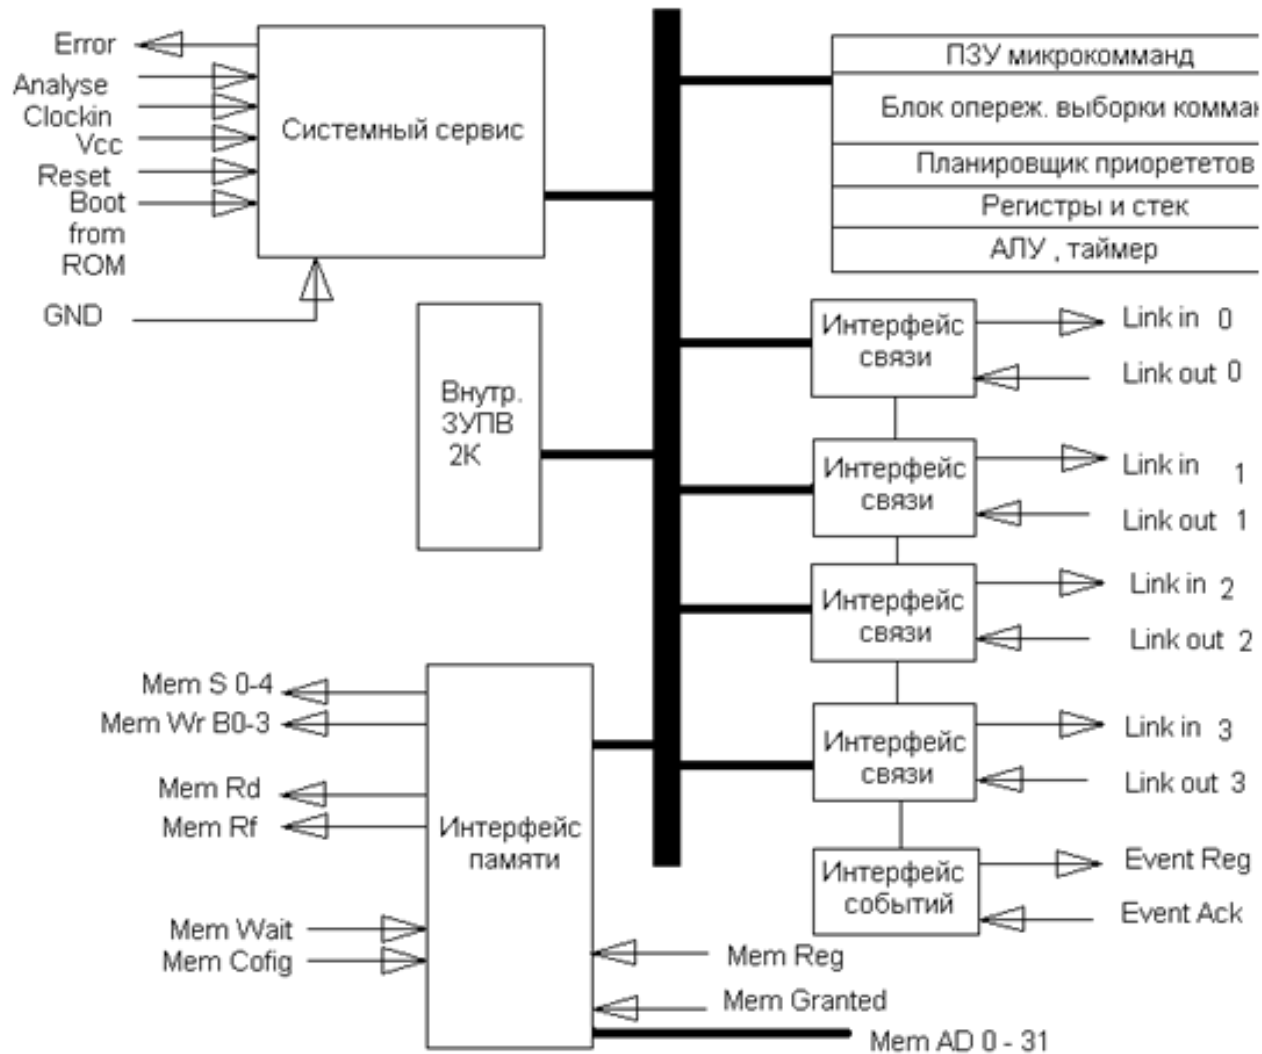 Error
Analyse
Clockin
Vcc
Reset
Boot
from
ROM
GND
Системный сервис
ПЗУ микрокомманд
Блок опереж. выборки комман
Планировщик приорететов
Регистры и стек
АЛУ , таймер
Внутр.
ЗУПВ
2К
Интерфейс
связи
Link in 0
Link out 0
Интерфейс
связи
Link in 1
Link out 1
Интерфейс
связи
Link in 2
Link out 2
Интерфейс
связи
Link in 3
Link out 3
Интерфейс
событий
Event Reg
Event Ack
Mem S 0-4
Mem Wr B0-3
Mem Rd
Mem Rf
Интерфейс
памяти
Mem Wait
Mem Cofig
Mem Reg
Mem Granted
Mem AD 0 - 31